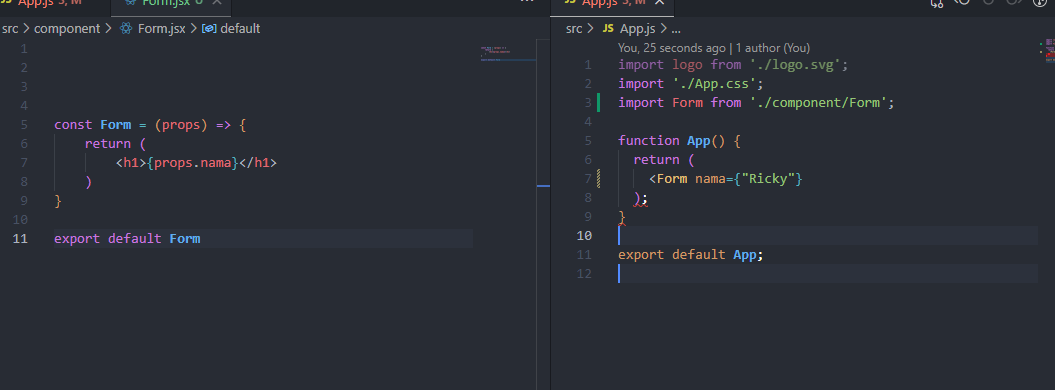 App.js 3, M
Form.jsx U ×
src > component > Form.jsx > default
1
2
3
4
5 const Form = (props) => {
6 return (
7 <h1>{props.nama}</h1>
8 )
9 }
10
11 export default Form
App.js 3, M ×
src > JS App.js > ...
You, 25 seconds ago | 1 author (You)
1 import logo from './logo.svg';
2 import './App.css';
3 import Form from './component/Form';
4
5 function App() {
6 return (
7 <Form nama={"Ricky"}
8 );
9 }
10
11 export default App;
12